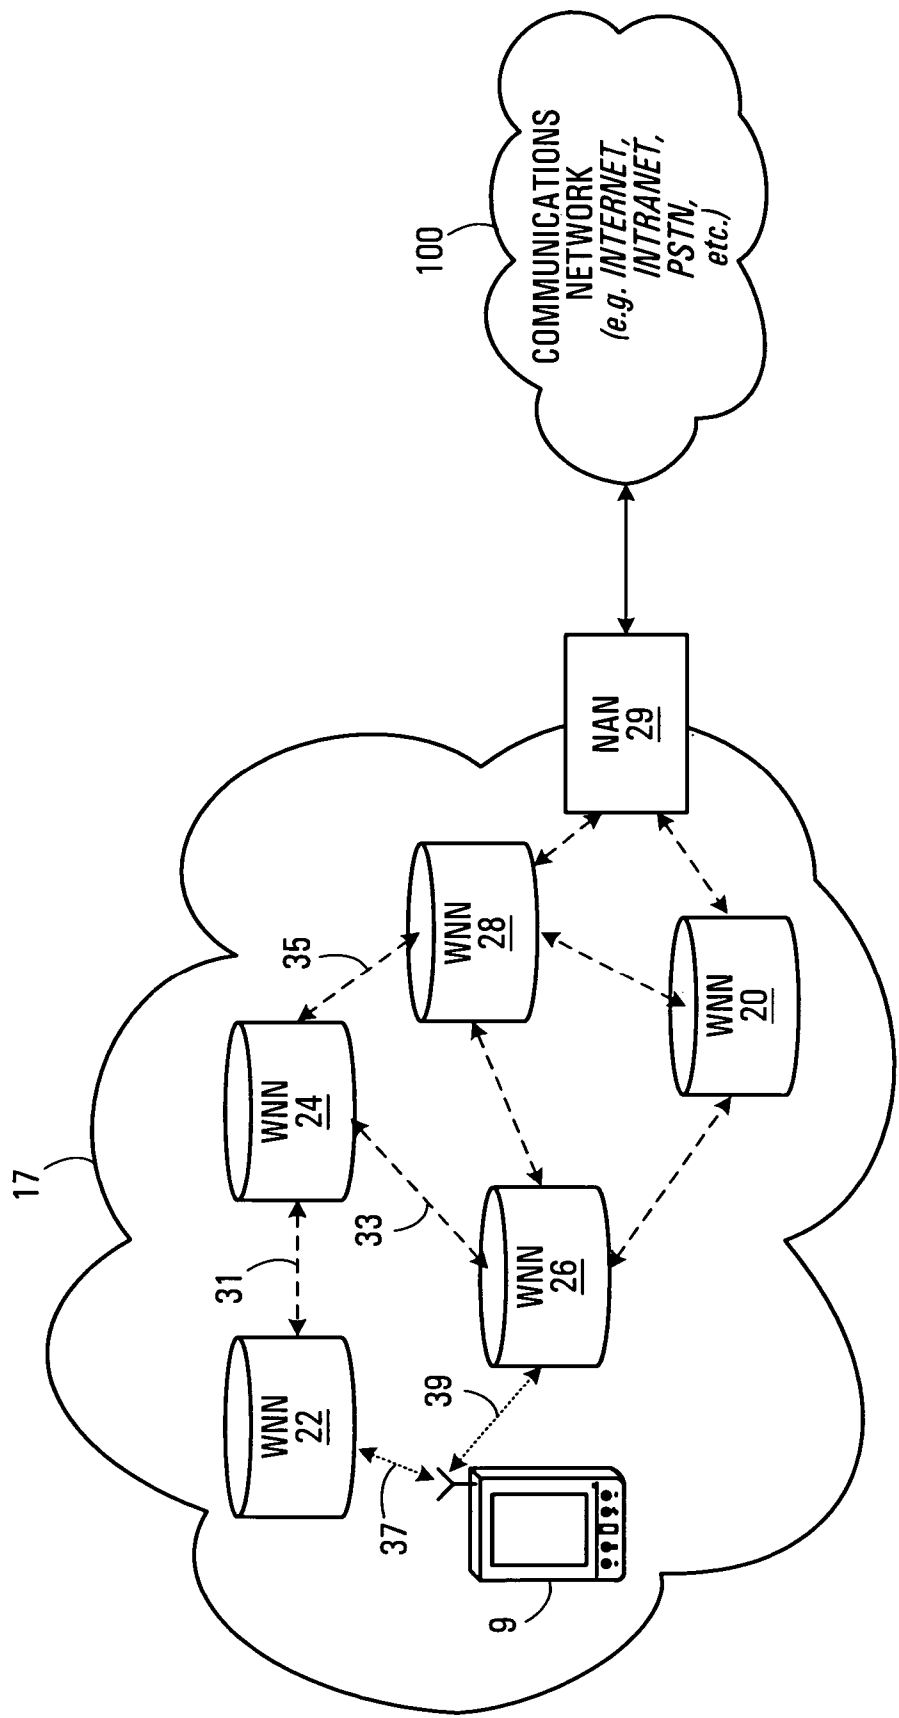 17
31
35
WNN
22
WNN
24
33
37
39
WNN
28
WNN
26
9
WNN
20
NAN
29
100
COMMUNICATIONS
NETWORK
(e.g. INTERNET,
INTRANET,
PSTN,
etc.)